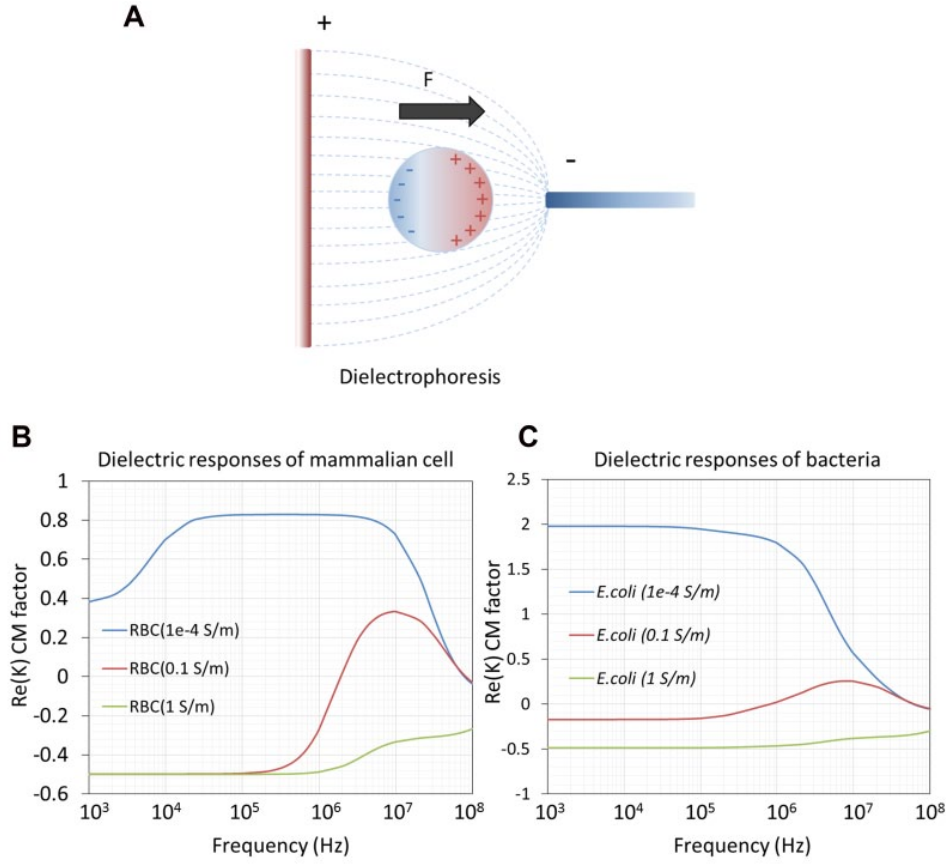 A
+
F
-
Dielectrophoresis
B
Dielectric responses of mammalian cell
1
0.8
0.6
0.4
0.2
0
-0.2
-0.4
-0.6
Re(K) CM factor
RBC(1e-4 S/m)
RBC(0.1 S/m)
RBC(1 S/m)
10³ 10⁴ 10⁵ 10⁶ 10⁷ 10⁸
Frequency (Hz)
C
Dielectric responses of bacteria
2.5
2
1.5
1
0.5
0
-0.5
-1
Re(K) CM factor
E.coli (1e-4 S/m)
E.coli (0.1 S/m)
E.coli (1 S/m)
10³ 10⁴ 10⁵ 10⁶ 10⁷ 10⁸
Frequency (Hz)